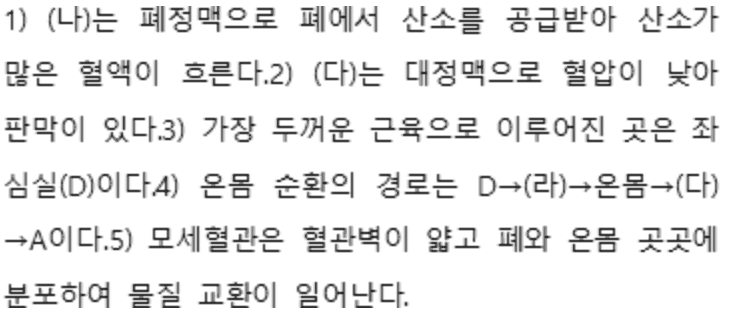 1) (나)는 폐정맥으로 폐에서 산소를 공급받아 산소가
많은 혈액이 흐른다.2) (다)는 대정맥으로 혈압이 낮아
판막이 있다.3) 가장 두꺼운 근육으로 이루어진 곳은 좌
심실(D)이다.4) 온몸 순환의 경로는 D→(라)→온몸→(다)
→A이다.5) 모세혈관은 혈관벽이 얇고 폐와 온몸 곳곳에
분포하여 물질 교환이 일어난다.